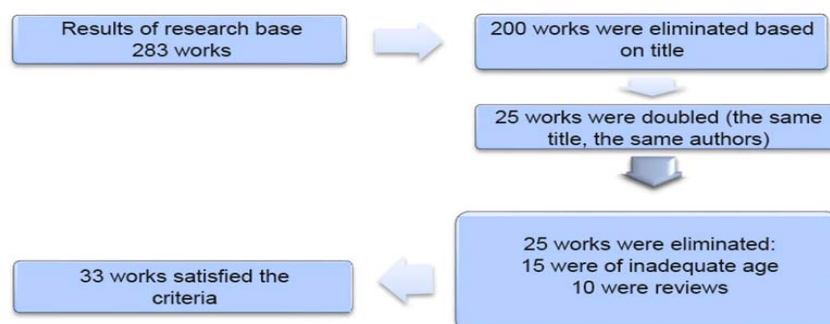 Results of research base
283 works
200 works were eliminated based
on title
25 works were doubled (the same
title, the same authors)
25 works were eliminated:
15 were of inadequate age
10 were reviews
33 works satisfied the
criteria